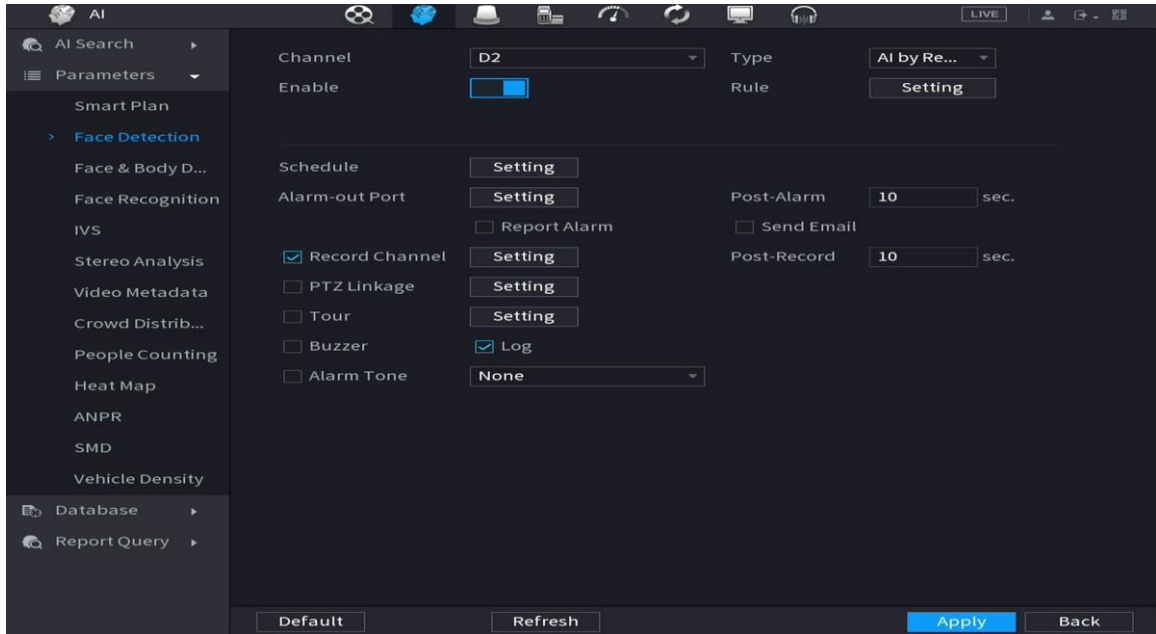 AI
LIVE
AI Search
Parameters
Smart Plan
Face Detection
Face & Body D...
Face Recognition
IVS
Stereo Analysis
Video Metadata
Crowd Distrib...
People Counting
Heat Map
ANPR
SMD
Vehicle Density
Database
Report Query
Channel D2 Type AI by Re...
Enable Rule Setting
Schedule Setting
Alarm-out Port Setting Post-Alarm 10 sec.
Report Alarm Send Email
Record Channel Setting Post-Record 10 sec.
PTZ Linkage Setting
Tour Setting
Buzzer Log
Alarm Tone None
Default Refresh Apply Back